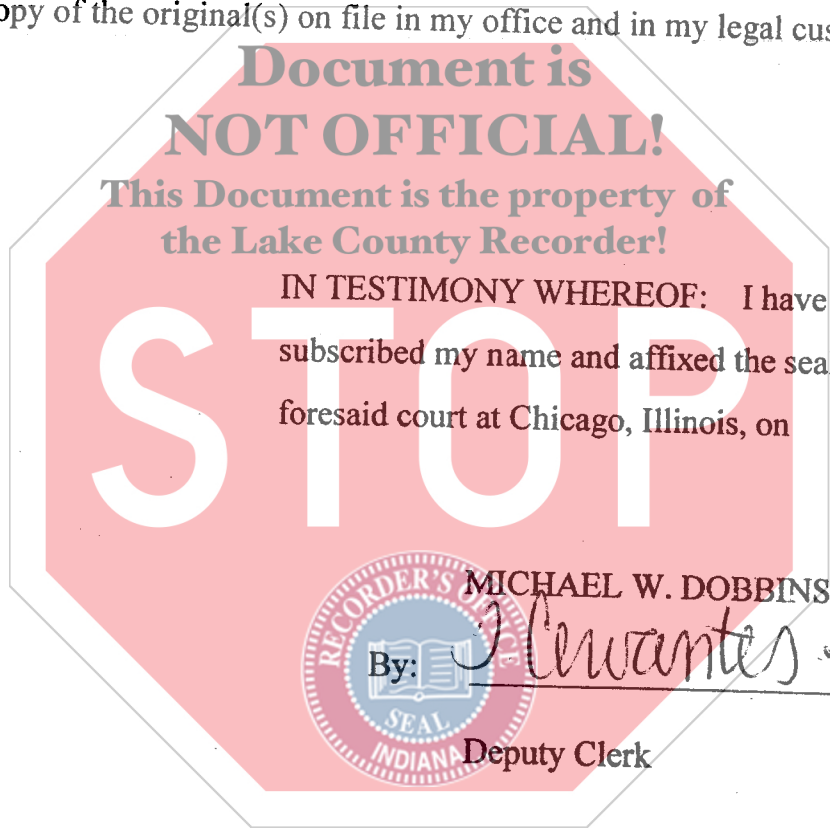 opy of the original(s) on file in my office and in my legal cus
Document is
NOT OFFICIAL!
This Document is the property of
the Lake County Recorder!
IN TESTIMONY WHEREOF: I have
subscribed my name and affixed the sea
foresaid court at Chicago, Illinois, on
STOP
MICHAEL W. DOBBINS
By: J Cervantes
Deputy Clerk
RECORDER'S OFFICE
SEAL
INDIANA